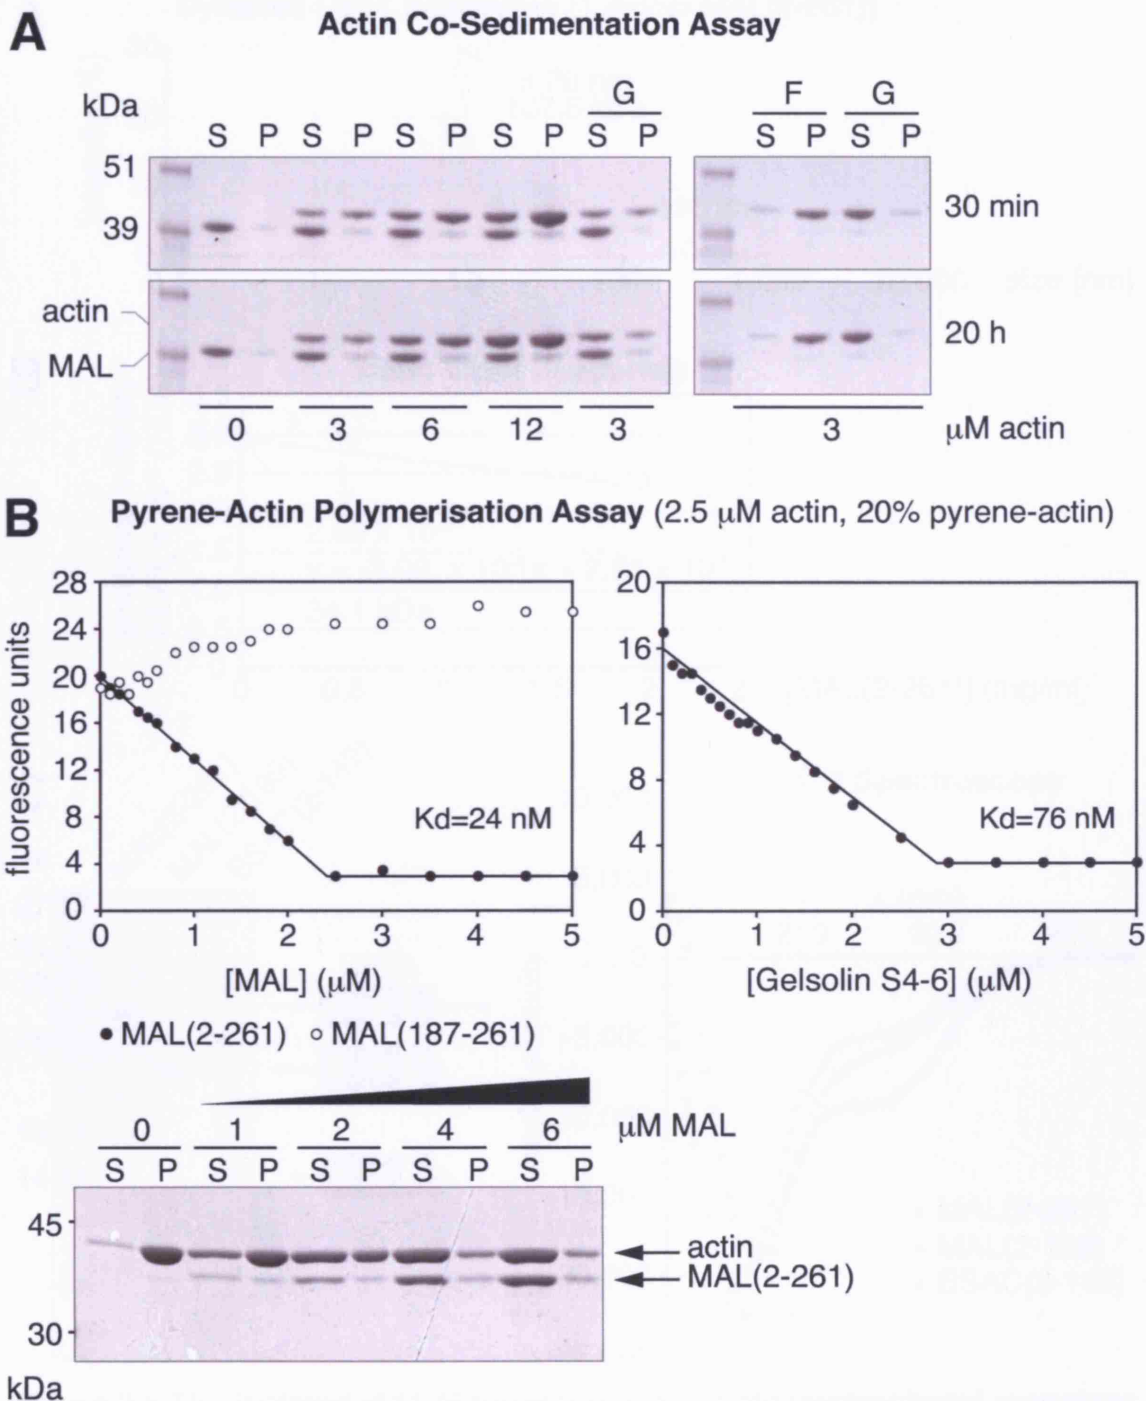 A
Actin Co-Sedimentation Assay
kDa
G
F
G
S P S P S P S P S P
S P S P
51
39
30 min
actin
MAL
20 h
0 3 6 12 3
3
μM actin
B
Pyrene-Actin Polymerisation Assay (2.5 μM actin, 20% pyrene-actin)
fluorescence units
28
24
20
16
12
8
4
0
Kd=24 nM
0 1 2 3 4 5
[MAL] (μM)
20
16
12
8
4
0
Kd=76 nM
0 1 2 3 4 5
[Gelsolin S4-6] (μM)
MAL(2-261) MAL(187-261)
0 1 2 4 6
μM MAL
S P S P S P S P S P
45
30
kDa
actin
MAL(2-261)